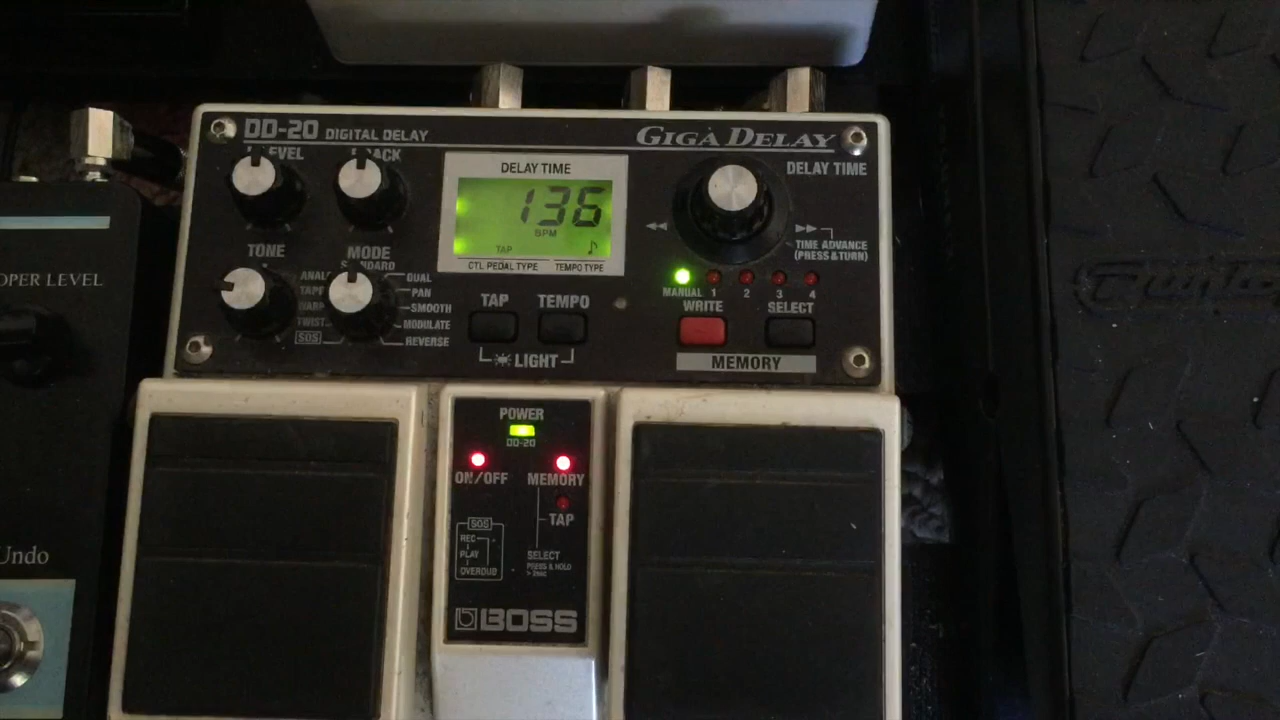 DD-20 DIGITAL DELAY
GIGA DELAY
DELAY TIME
136
BPM
TAP
♪
CTL PEDAL TYPE
TEMPO TYPE
DELAY TIME
TIME ADVANCE
(PRESS & TURN)
TONE
MODE
DUAL
PAN
SMOOTH
MODULATE
REVERSE
SOS
TAP
TEMPO
LIGHT
MANUAL 1 2 3 4
WRITE
SELECT
MEMORY
OPER LEVEL
Undo
POWER
DD-20
ON/OFF
MEMORY
TAP
SOS
REC
PLAY
OVERDUB
SELECT
PRESS & HOLD
BOSS